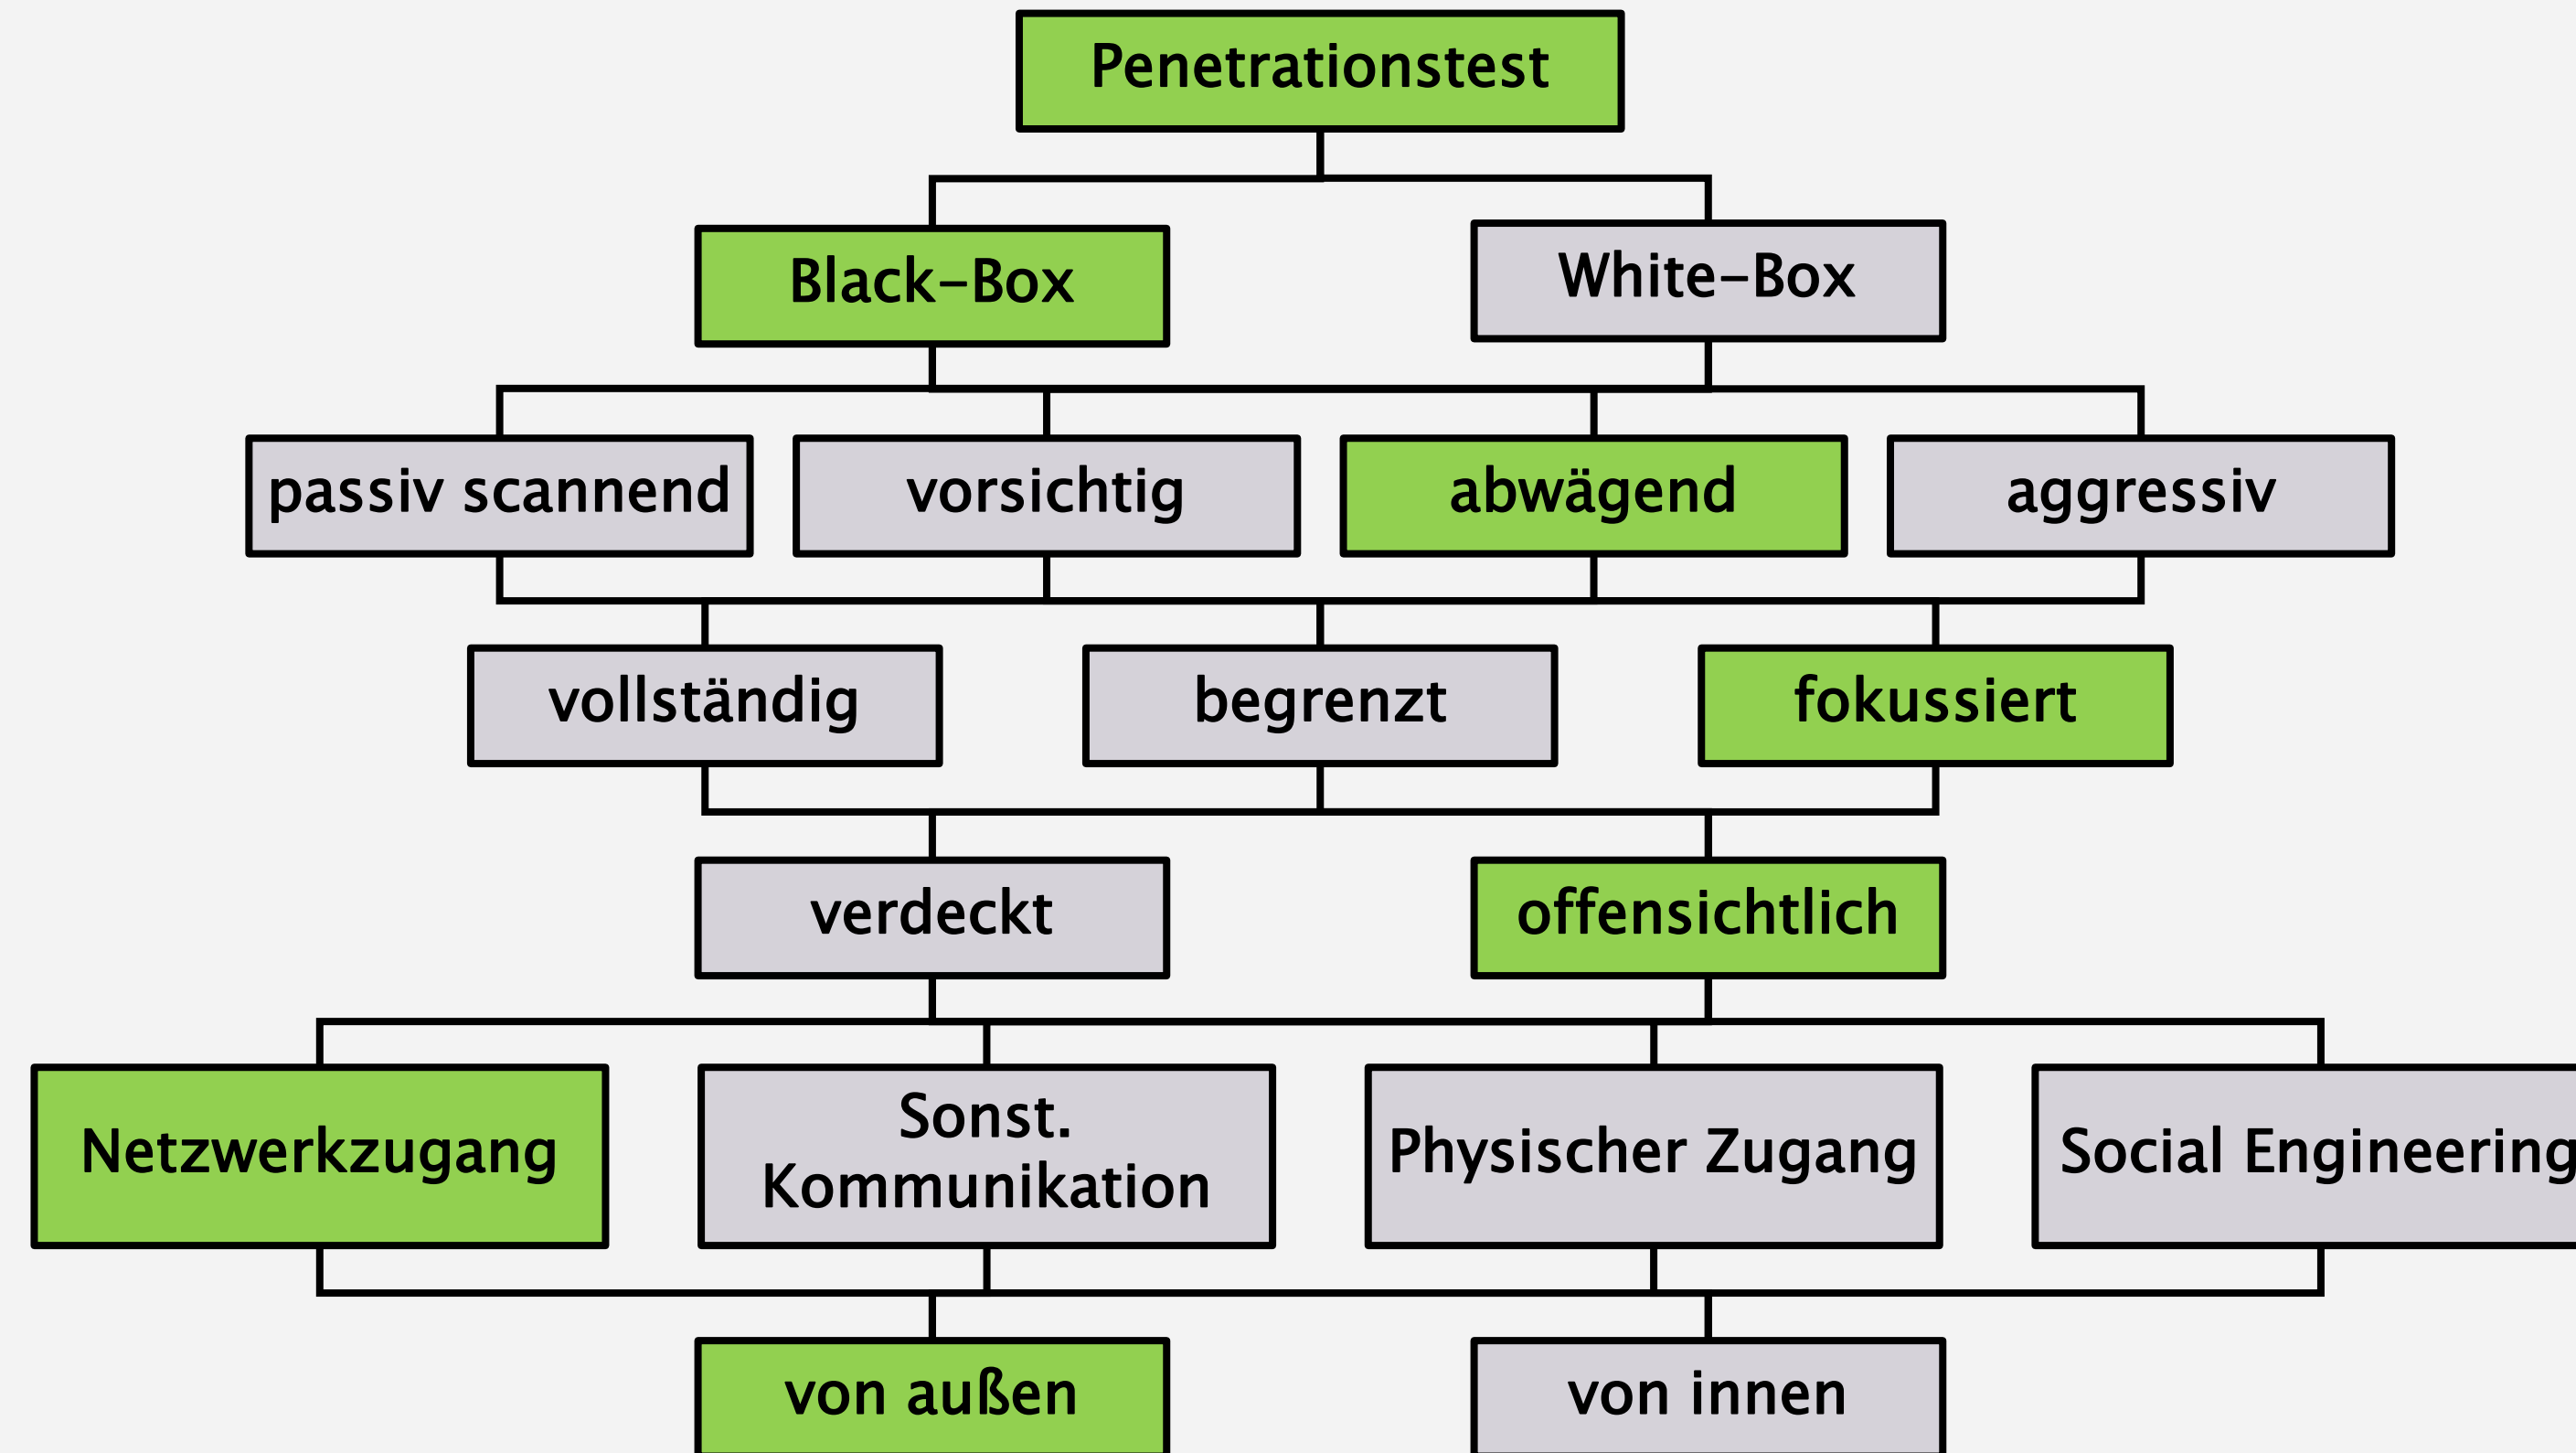 Penetrationstest
Black-Box
White-Box
passiv scannend
vorsichtig
abwägend
aggressiv
vollständig
begrenzt
fokussiert
verdeckt
offensichtlich
Netzwerkzugang
Sonst.
Kommunikation
Physischer Zugang
Social Engineering
von außen
von innen